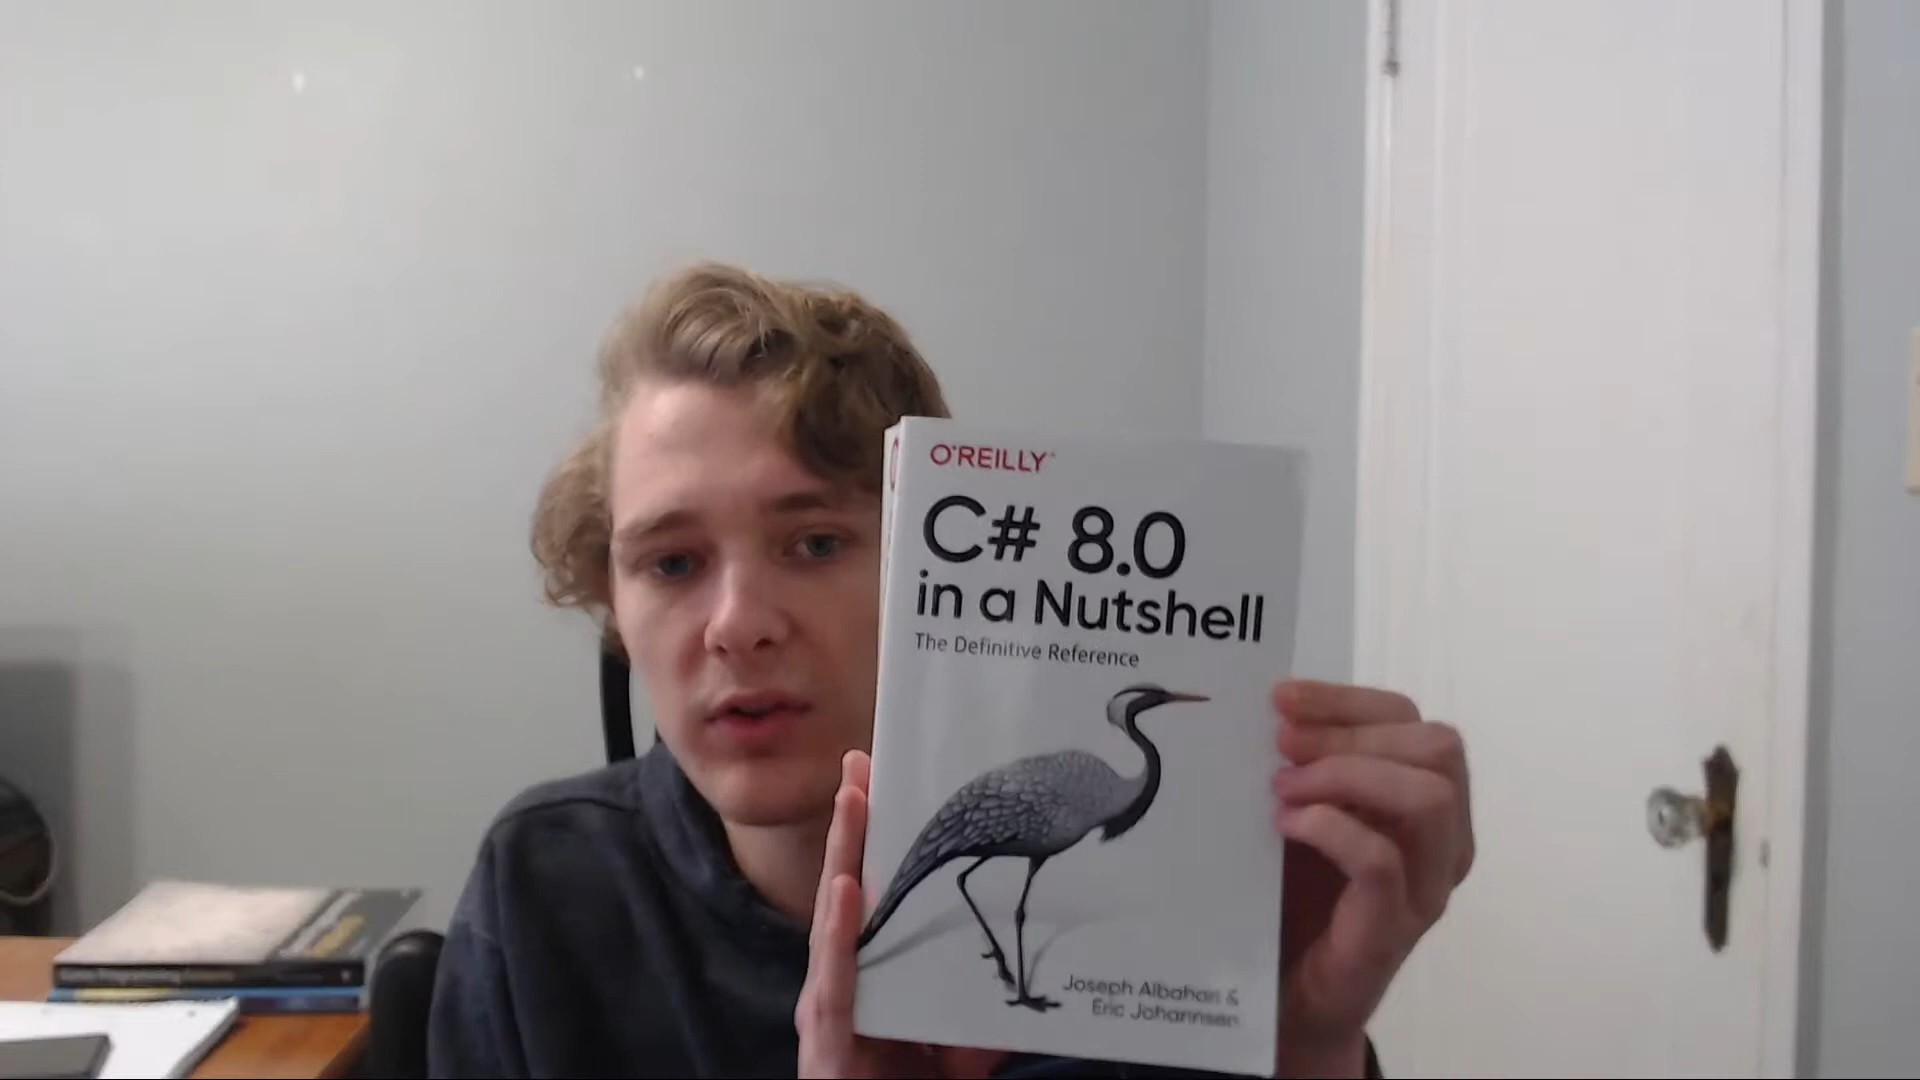 O'REILLY
C# 8.0
in a Nutshell
The Definitive Reference
Joseph Albahari &
Eric Johannsen